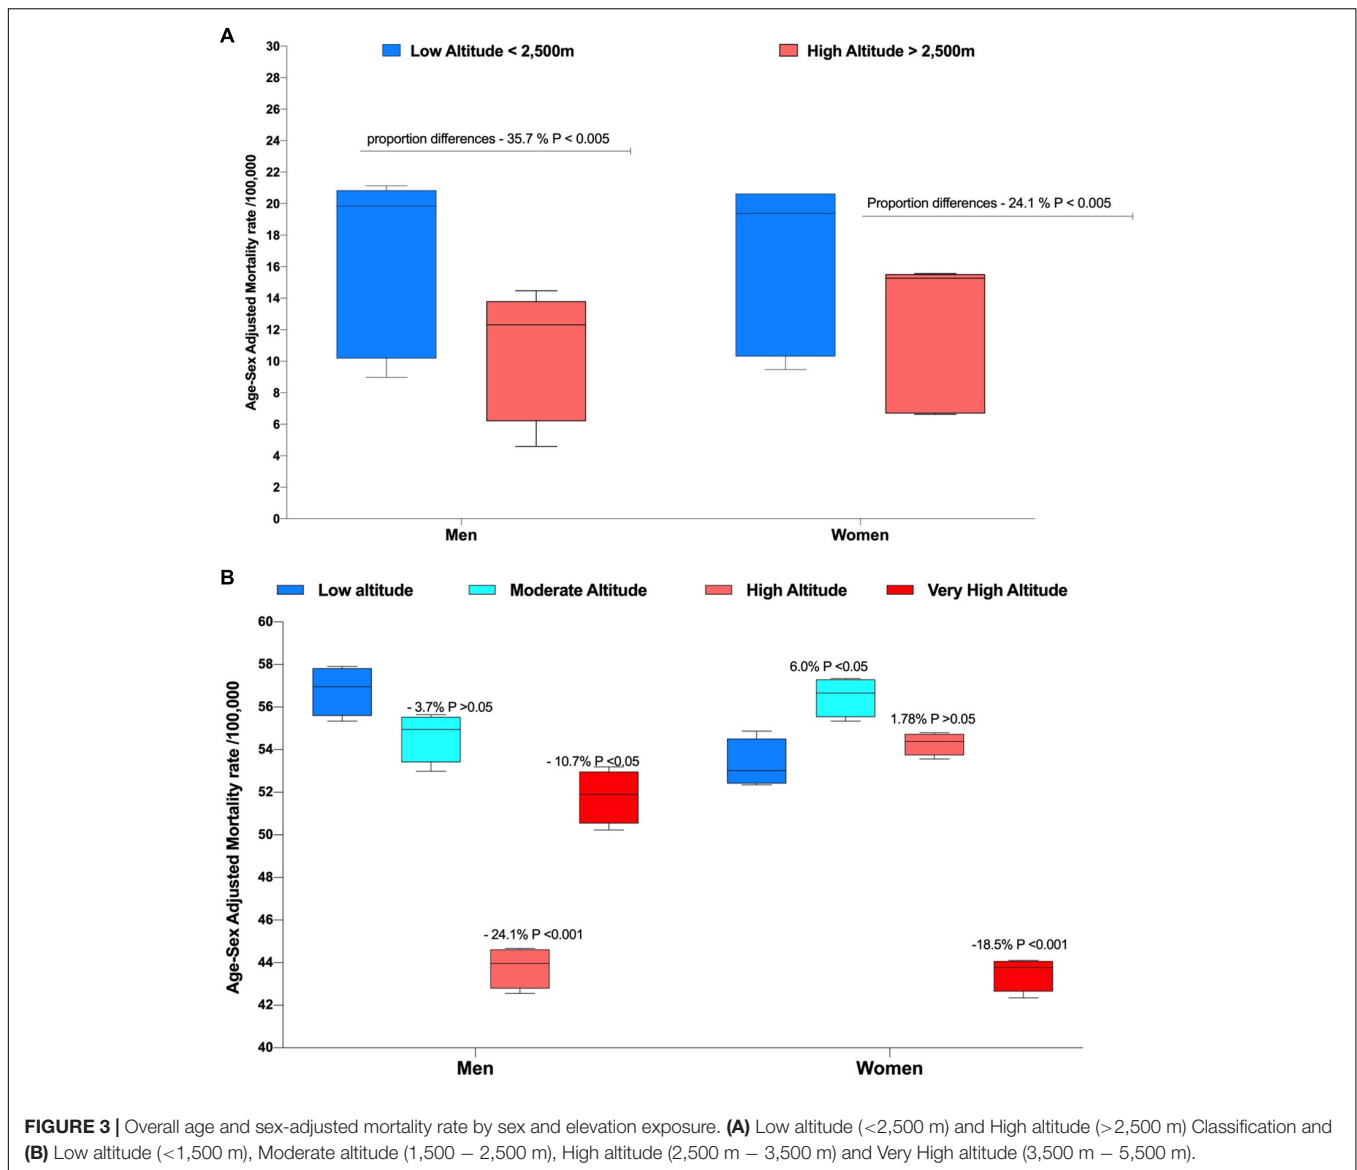 A
Low Altitude < 2,500m
High Altitude > 2,500m
Age-Sex Adjusted Mortality rate /100,000
30
28
26
24
22
20
18
16
14
12
10
8
6
4
2
0
proportion differences - 35.7 % P < 0.005
Proportion differences - 24.1 % P < 0.005
Men
Women
B
Low altitude
Moderate Altitude
High Altitude
Very High Altitude
Age-Sex Adjusted Mortality rate /100,000
60
58
56
54
52
50
48
46
44
42
40
- 3.7% P >0.05
- 24.1% P <0.001
- 10.7% P <0.05
6.0% P <0.05
1.78% P >0.05
-18.5% P <0.001
Men
Women
FIGURE 3 | Overall age and sex-adjusted mortality rate by sex and elevation exposure. (A) Low altitude (<2,500 m) and High altitude (>2,500 m) Classification and
(B) Low altitude (<1,500 m), Moderate altitude (1,500 − 2,500 m), High altitude (2,500 m − 3,500 m) and Very High altitude (3,500 m − 5,500 m).